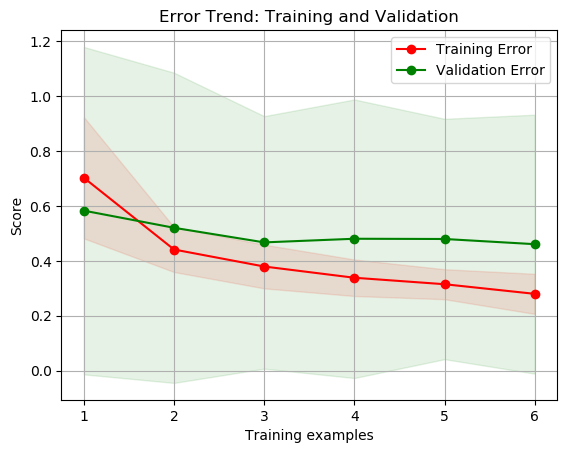 Error Trend: Training and Validation
1.2
1.0
0.8
0.6
0.4
0.2
0.0
Score
Training Error
Validation Error
1 2 3 4 5 6
Training examples